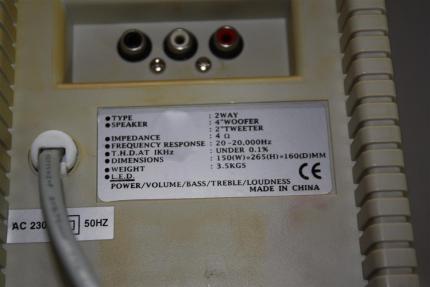 ● TYPE : 2WAY
● SPEAKER : 4"WOOFER
: 2"TWEETER
● IMPEDANCE : 4 Ω
● FREQUENCY RESPONSE : 20-20,000Hz
● T.H.D.AT 1KHz : UNDER 0.1%
● DIMENSIONS : 150(W)*265(H)*160(D)MM
● WEIGHT : 3.5KGS
● L.E.D.
POWER/VOLUME/BASS/TREBLE/LOUDNESS
MADE IN CHINA
CE
AC 230 50HZ